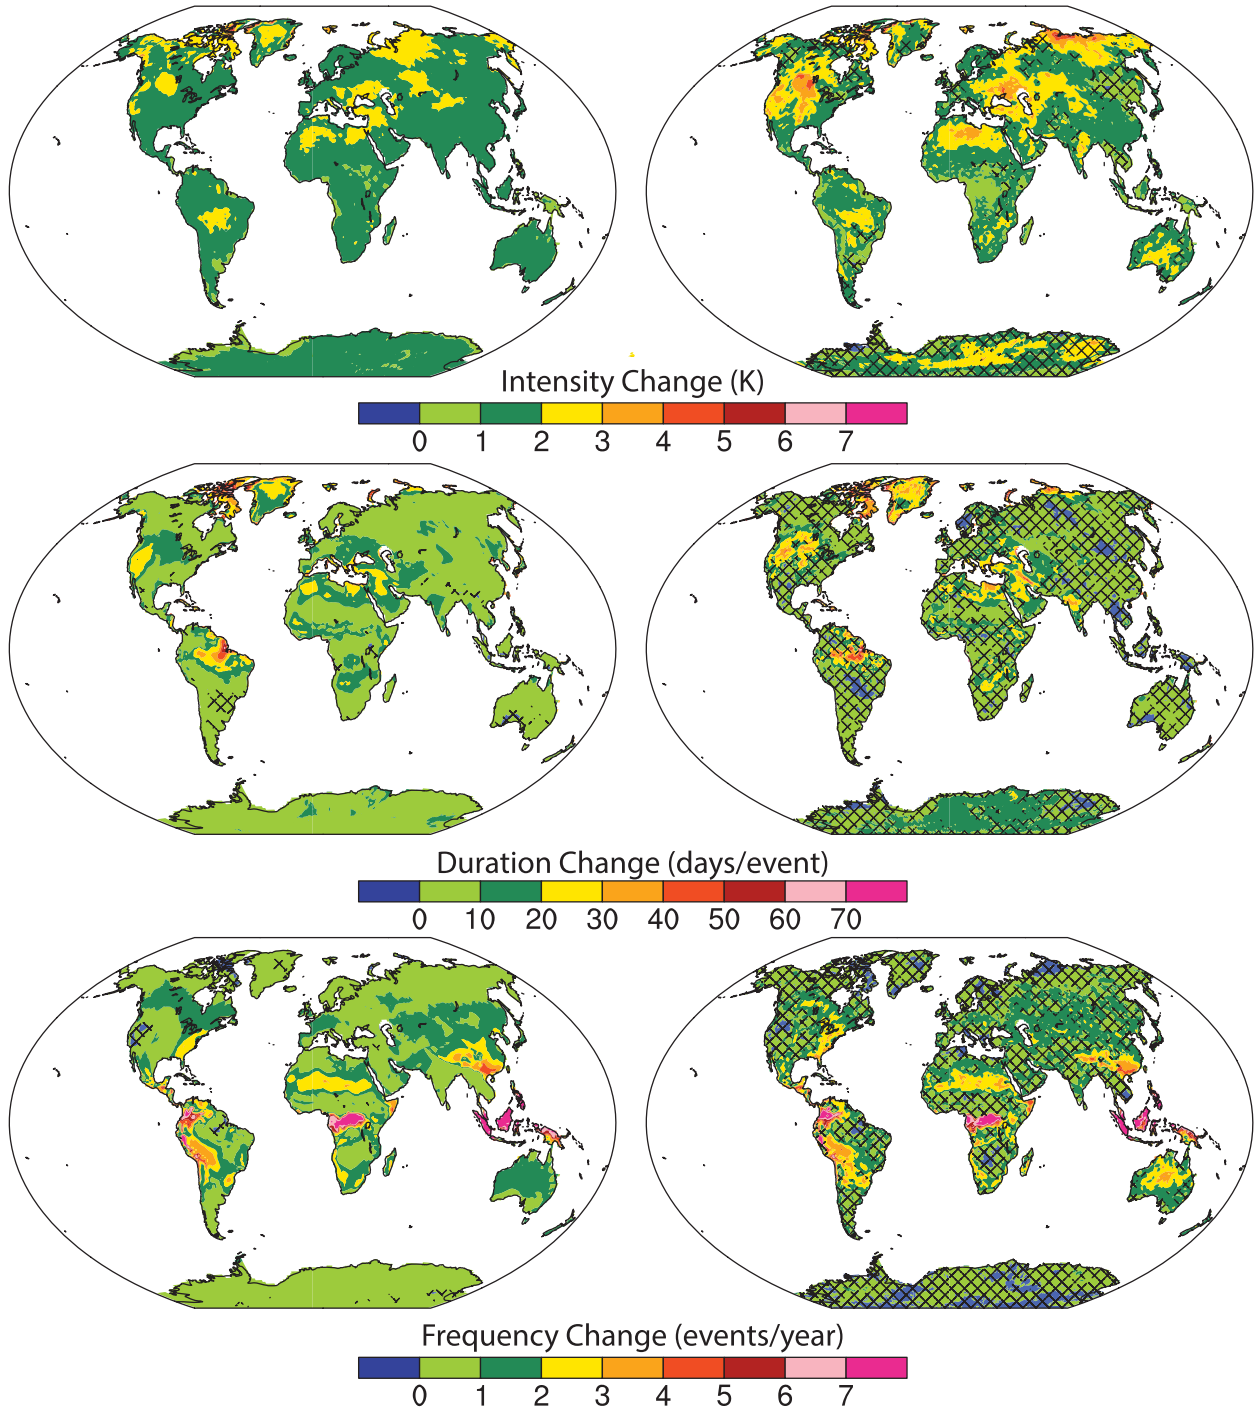 Intensity Change (K)
0 1 2 3 4 5 6 7
Duration Change (days/event)
0 10 20 30 40 50 60 70
Frequency Change (events/year)
0 1 2 3 4 5 6 7